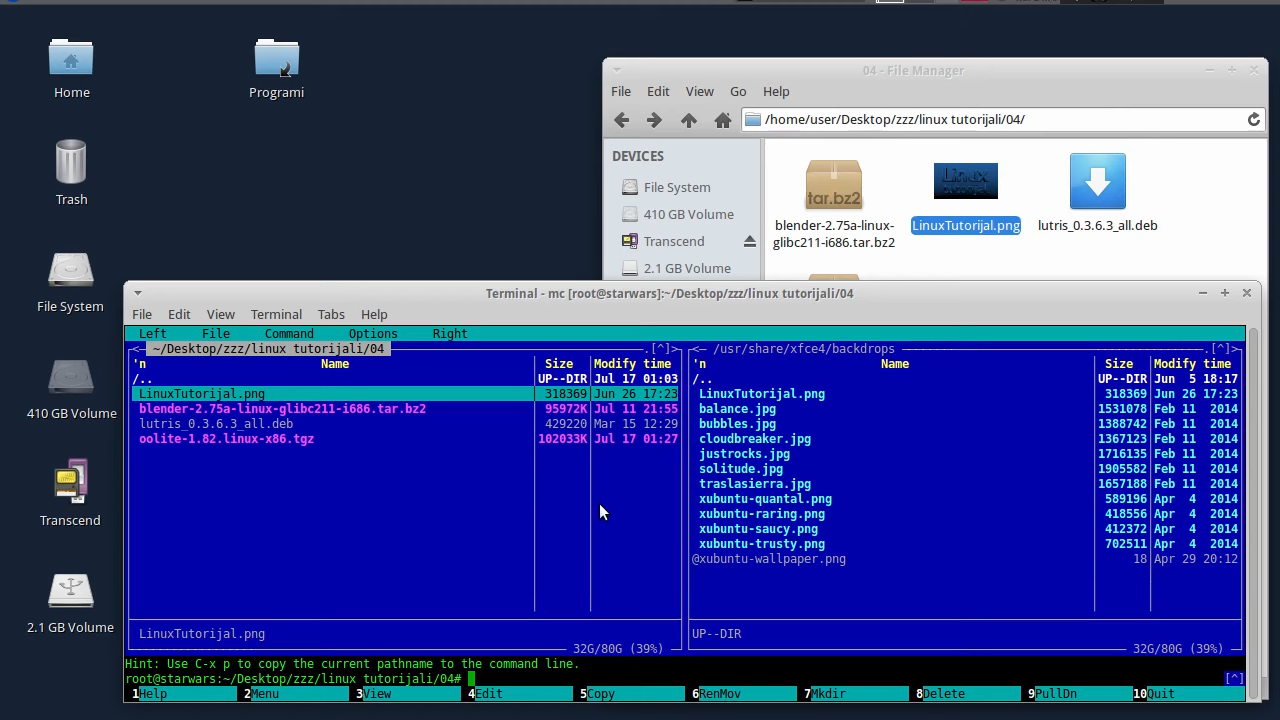 Home
Programi
Trash
File System
410 GB Volume
Transcend
2.1 GB Volume
04 - File Manager
File Edit View Go Help
/home/user/Desktop/zzz/linux tutorijali/04/
DEVICES
File System
410 GB Volume
Transcend
2.1 GB Volume
tar.bz2
Linux
blender-2.75a-linux-
glibc211-i686.tar.bz2
LinuxTutorijal.png
lutris_0.3.6.3_all.deb
Terminal - mc [root@starwars]:~/Desktop/zzz/linux tutorijali/04
File Edit View Terminal Tabs Help
Left File Command Options Right
<─ ~/Desktop/zzz/linux tutorijali/04 .[^]>
'n Name Size Modify time
/.. UP--DIR Jul 17 01:03
LinuxTutorijal.png 318369 Jun 26 17:23
blender-2.75a-linux-glibc211-i686.tar.bz2 95972K Jul 11 21:55
lutris_0.3.6.3_all.deb 429220 Mar 15 12:29
oolite-1.82.linux-x86.tgz 102033K Jul 17 01:27
LinuxTutorijal.png
32G/80G (39%)
<─ /usr/share/xfce4/backdrops .[^]>
'n Name Size Modify time
/.. UP--DIR Jun 5 18:17
LinuxTutorijal.png 318369 Jun 26 17:23
balance.jpg 1531078 Feb 11 2014
bubbles.jpg 1388742 Feb 11 2014
cloudbreaker.jpg 1367123 Feb 11 2014
justrocks.jpg 1716135 Feb 11 2014
solitude.jpg 1905582 Feb 11 2014
traslasierra.jpg 1657188 Feb 11 2014
xubuntu-quantal.png 589196 Apr 4 2014
xubuntu-raring.png 418556 Apr 4 2014
xubuntu-saucy.png 412372 Apr 4 2014
xubuntu-trusty.png 702511 Apr 4 2014
@xubuntu-wallpaper.png 18 Apr 29 20:12
UP--DIR
32G/80G (39%)
Hint: Use C-x p to copy the current pathname to the command line.
root@starwars:~/Desktop/zzz/linux tutorijali/04# [^]
1Help 2Menu 3View 4Edit 5Copy 6RenMov 7Mkdir 8Delete 9PullDn 10Quit